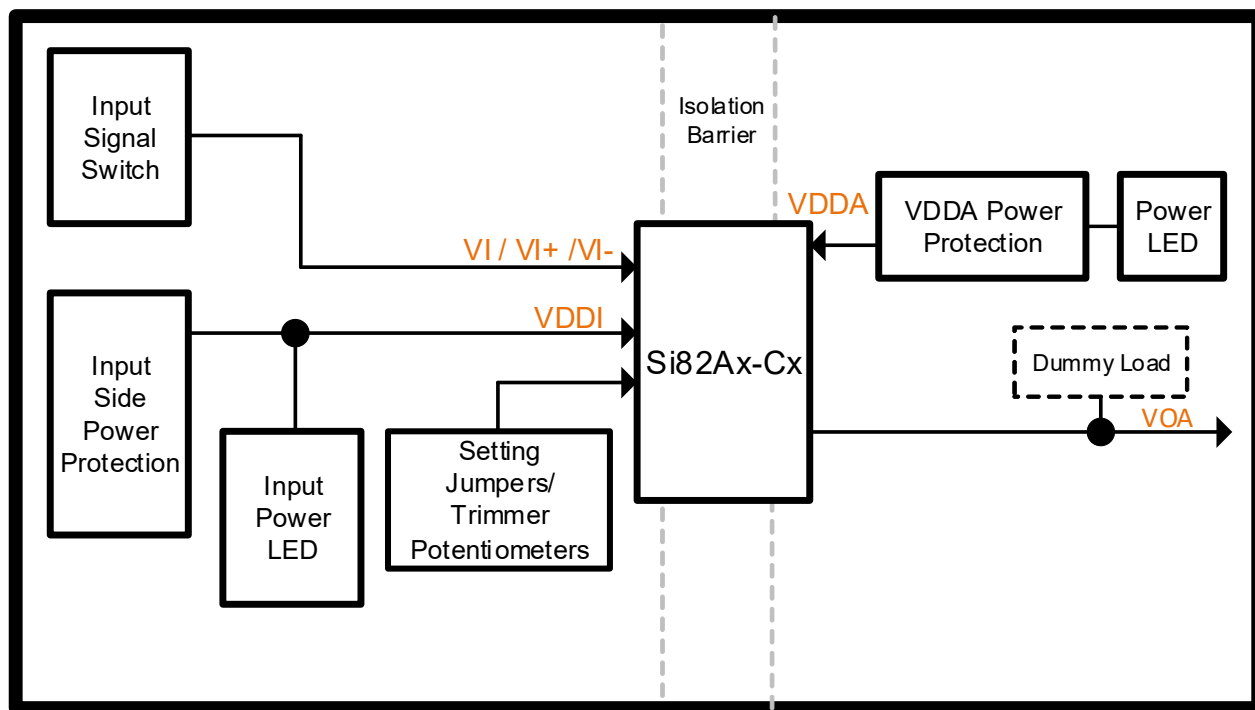 Input
Signal
Switch
Isolation
Barrier
VDDA
VDDA Power
Protection
Power
LED
VI / VI+ /VI-
VDDI
Input
Side
Power
Protection
Input
Power
LED
Setting
Jumpers/
Trimmer
Potentiometers
Si82Ax-Cx
Dummy Load
VOA